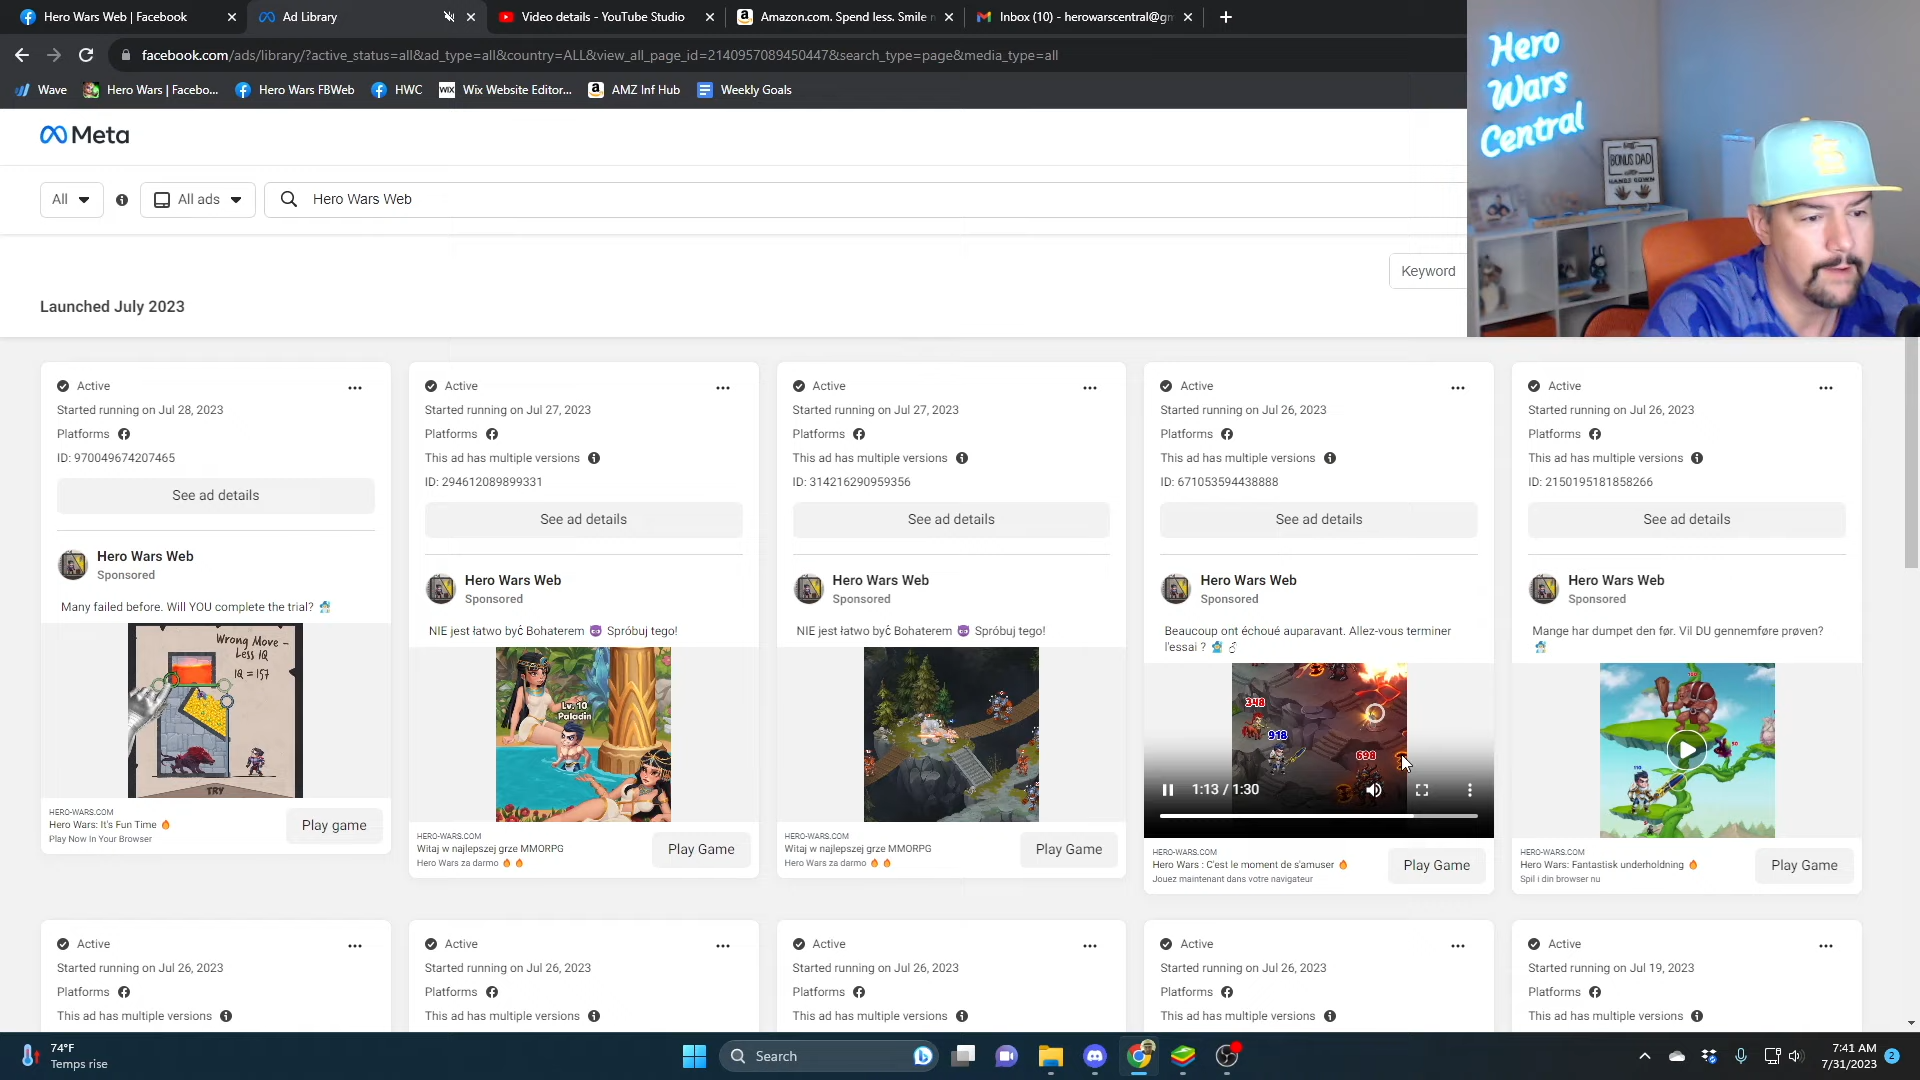 Hero Wars Web | Facebook
Ad Library
Video details - YouTube Studio
Amazon.com. Spend less. Smile m
Inbox (10) - herowarscentral@gm
facebook.com/ads/library/?active_status=all&ad_type=all&country=ALL&view_all_page_id=2140957089450447&search_type=page&media_type=all
Wave
Hero Wars | Facebo...
Hero Wars FBWeb
HWC
WIX
Wix Website Editor...
AMZ Inf Hub
Weekly Goals
Hero
Wars
Central
BONUS DAD
HANDS DOWN
Meta
All
All ads
Hero Wars Web
Keyword
Launched July 2023
Active
Started running on Jul 28, 2023
Platforms
ID: 970049674207465
See ad details
Hero Wars Web
Sponsored
Many failed before. Will YOU complete the trial?
Wrong Move –
Less IQ
IQ = 157
TRY
HERO-WARS.COM
Hero Wars: It's Fun Time
Play Now In Your Browser
Play game
Active
Started running on Jul 27, 2023
Platforms
This ad has multiple versions
ID: 294612089899331
See ad details
Hero Wars Web
Sponsored
NIE jest łatwo być Bohaterem 😈 Spróbuj tego!
Lv. 10
Paladin
HERO-WARS.COM
Witaj w najlepszej grze MMORPG
Hero Wars za darmo 🔥🔥
Play Game
Active
Started running on Jul 27, 2023
Platforms
This ad has multiple versions
ID: 314216290959356
See ad details
Hero Wars Web
Sponsored
NIE jest łatwo być Bohaterem 😈 Spróbuj tego!
HERO-WARS.COM
Witaj w najlepszej grze MMORPG
Hero Wars za darmo 🔥🔥
Play Game
Active
Started running on Jul 26, 2023
Platforms
This ad has multiple versions
ID: 671053594438888
See ad details
Hero Wars Web
Sponsored
Beaucoup ont échoué auparavant. Allez-vous terminer
l'essai ?
348
918
698
1:13 / 1:30
HERO-WARS.COM
Hero Wars : C'est le moment de s'amuser 🔥
Jouez maintenant dans votre navigateur
Play Game
Active
Started running on Jul 26, 2023
Platforms
This ad has multiple versions
ID: 2150195181858266
See ad details
Hero Wars Web
Sponsored
Mange har dumpet den før. Vil DU gennemføre prøven?
HERO-WARS.COM
Hero Wars: Fantastisk underholdning 🔥
Spil i din browser nu
Play Game
Active
Started running on Jul 26, 2023
Platforms
This ad has multiple versions
Active
Started running on Jul 26, 2023
Platforms
This ad has multiple versions
Active
Started running on Jul 26, 2023
Platforms
This ad has multiple versions
Active
Started running on Jul 26, 2023
Platforms
This ad has multiple versions
Active
Started running on Jul 19, 2023
Platforms
This ad has multiple versions
74°F
Temps rise
Search
7:41 AM
7/31/2023
2